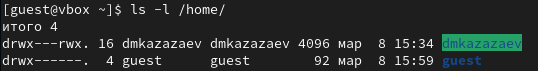 [guest@vbox ~]$ ls -l /home/
итого 4
drwx---rwx. 16 dmkazazaev dmkazazaev 4096 мар  8 15:34 dmkazazaev
drwx------.  4 guest      guest        92 мар  8 15:59 guest